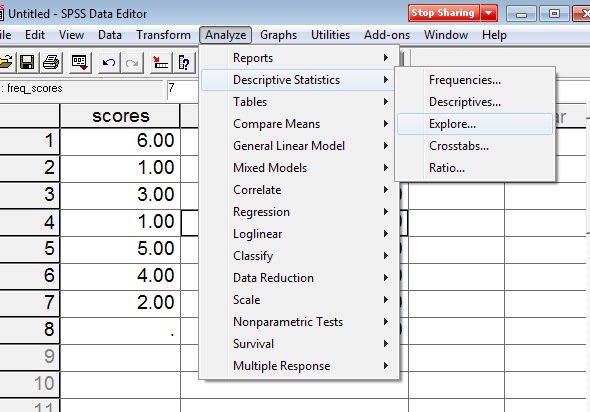 Untitled - SPSS Data Editor
Stop Sharing
File Edit View Data Transform Analyze Graphs Utilities Add-ons Window Help
: freq_scores 7
Reports
Descriptive Statistics
Tables
Compare Means
General Linear Model
Mixed Models
Correlate
Regression
Loglinear
Classify
Data Reduction
Scale
Nonparametric Tests
Survival
Multiple Response
Frequencies...
Descriptives...
Explore...
Crosstabs...
Ratio...
scores
1 6.00
2 1.00
3 3.00
4 1.00
5 5.00
6 4.00
7 2.00
8 .
9
10
11